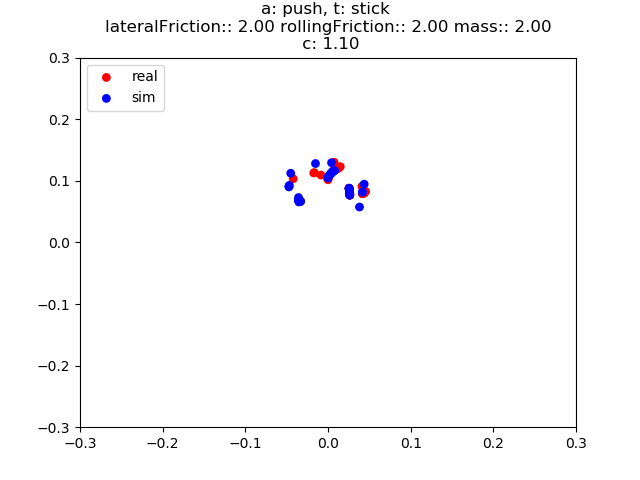 a: push, t: stick
lateralFriction:: 2.00 rollingFriction:: 2.00 mass:: 2.00
c: 1.10
real
sim
0.3
0.2
0.1
0.0
−0.1
−0.2
−0.3
−0.3
−0.2
−0.1
0.0
0.1
0.2
0.3